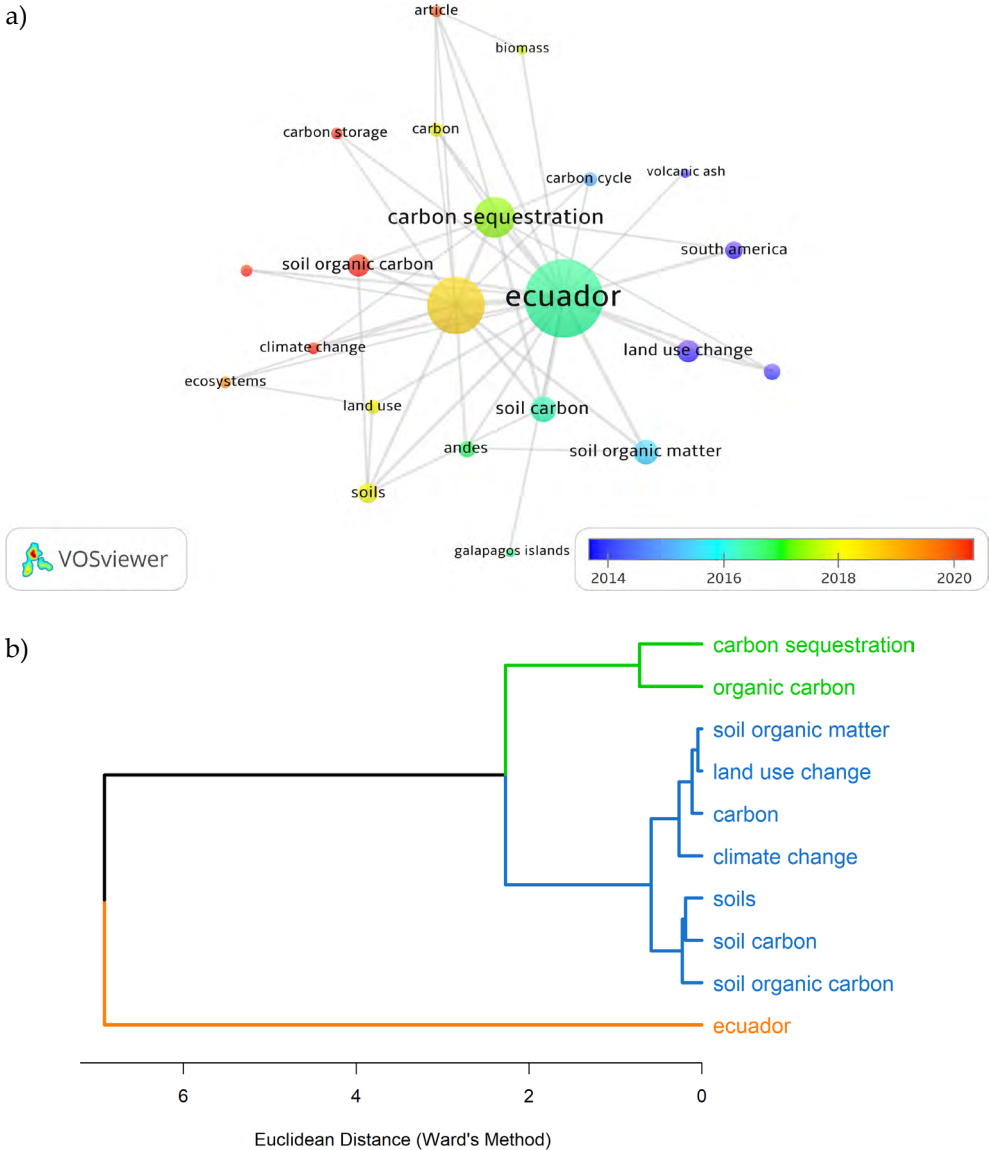 a)
article
biomass
carbon storage
carbon
carbon cycle
volcanic ash
carbon sequestration
south america
soil organic carbon
ecuador
climate change
land use change
ecosystems
land use
soil carbon
andes
soil organic matter
soils
galapagos islands
VOSviewer
2014 2016 2018 2020
b)
carbon sequestration
organic carbon
soil organic matter
land use change
carbon
climate change
soils
soil carbon
soil organic carbon
ecuador
6 4 2 0
Euclidean Distance (Ward's Method)